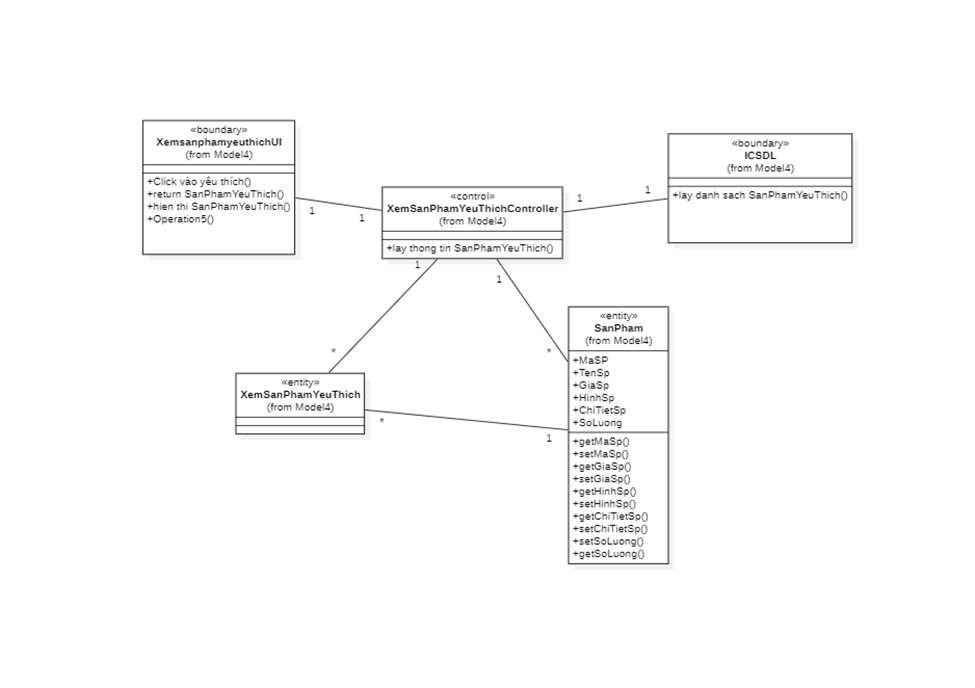 «boundary»
XemsanphamyeuthichUI
(from Model4)
+Click vào yêu thích()
+return SanPhamYeuThich()
+hien thi SanPhamYeuThich()
+Operation5()
1
1
«control»
XemSanPhamYeuThichController
(from Model4)
+lay thong tin SanPhamYeuThich()
1
1
«boundary»
ICSDL
(from Model4)
+lay danh sach SanPhamYeuThich()
1
*
1
*
«entity»
XemSanPhamYeuThich
(from Model4)
*
1
«entity»
SanPham
(from Model4)
+MaSP
+TenSp
+GiaSp
+HinhSp
+ChiTietSp
+SoLuong
+getMaSp()
+setMaSp()
+getGiaSp()
+setGiaSp()
+getHinhSp()
+setHinhSp()
+getChiTietSp()
+setChiTietSp()
+setSoLuong()
+getSoLuong()